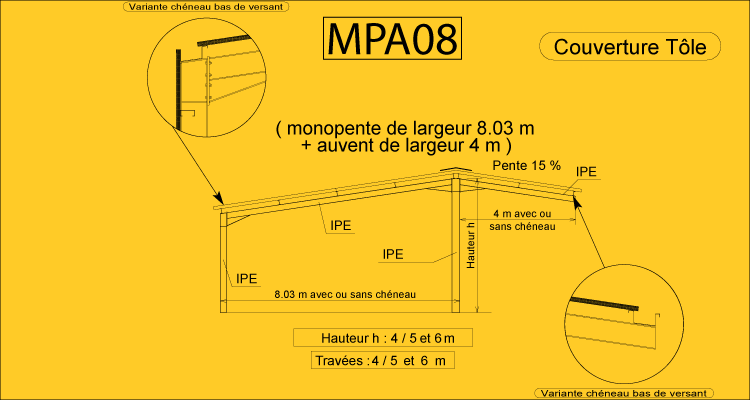 Variante chéneau bas de versant
MPA08
Couverture Tôle
( monopente de largeur 8.03 m
+ auvent de largeur 4 m )
Pente 15 %
IPE
IPE
4 m avec ou
sans chéneau
Hauteur h
IPE
IPE
8.03 m avec ou sans chéneau
Hauteur h : 4 / 5 et 6 m
Travées : 4 / 5 et 6 m
Variante chéneau bas de versant